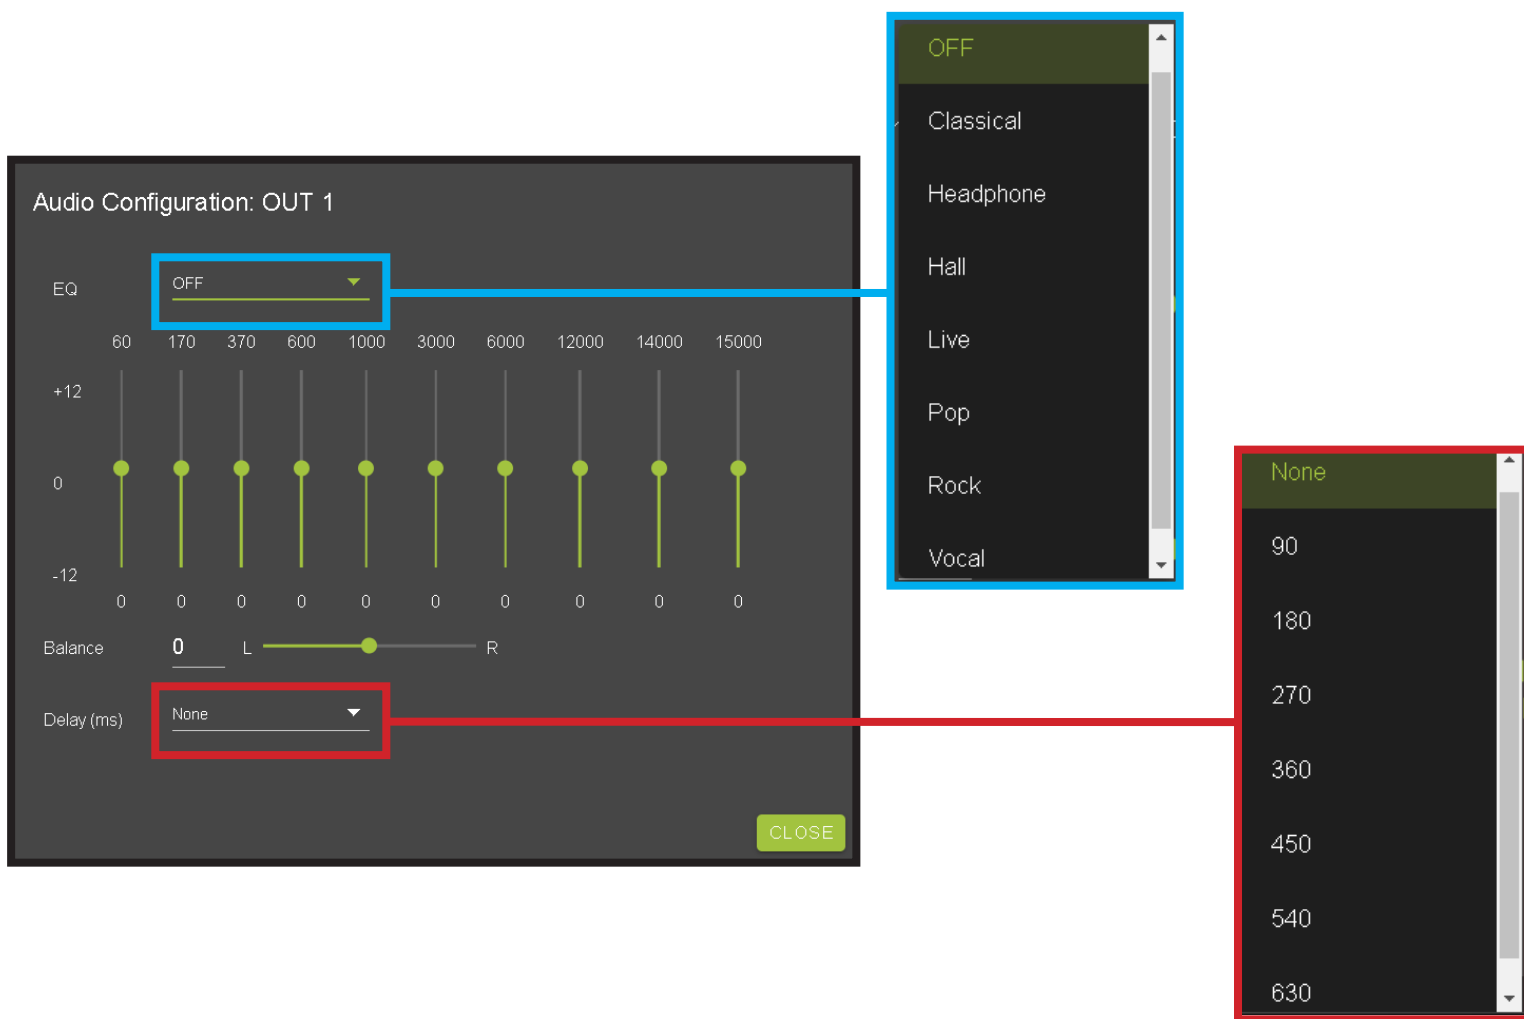 Audio Configuration: OUT 1
EQ
OFF
60 170 370 600 1000 3000 6000 12000 14000 15000
+12
0
-12
0 0 0 0 0 0 0 0 0 0
Balance 0 L R
Delay (ms) None
CLOSE
OFF
Classical
Headphone
Hall
Live
Pop
Rock
Vocal
None
90
180
270
360
450
540
630